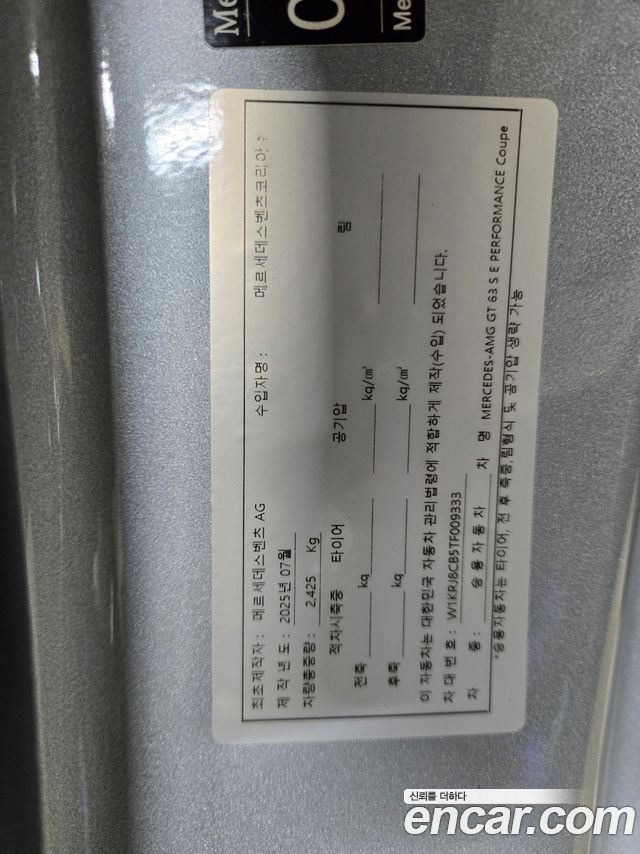 Me
0
Me
최초제작자 : 메르세데스벤츠 AG 수입자명 : 메르세데스벤츠코리아㈜
제 작 년 도 : 2025년 07월
차량총중량 : 2,425 Kg
적차시축중 타이어 공기압 림
전축 kg kg/㎠
후축 kg kg/㎠
이 자동차는 대한민국 자동차 관리법령에 적합하게 제작(수입) 되었습니다.
차 대 번 호 : W1KRJ8CB5TF009333
차 종 : 승용 자동차 차 명 : MERCEDES-AMG GT 63 S E PERFORMANCE Coupe
*승용자동차는 타이어, 전 후 축중,림형식 및 공기압 생략 가능
신뢰를 더하다
encar.com